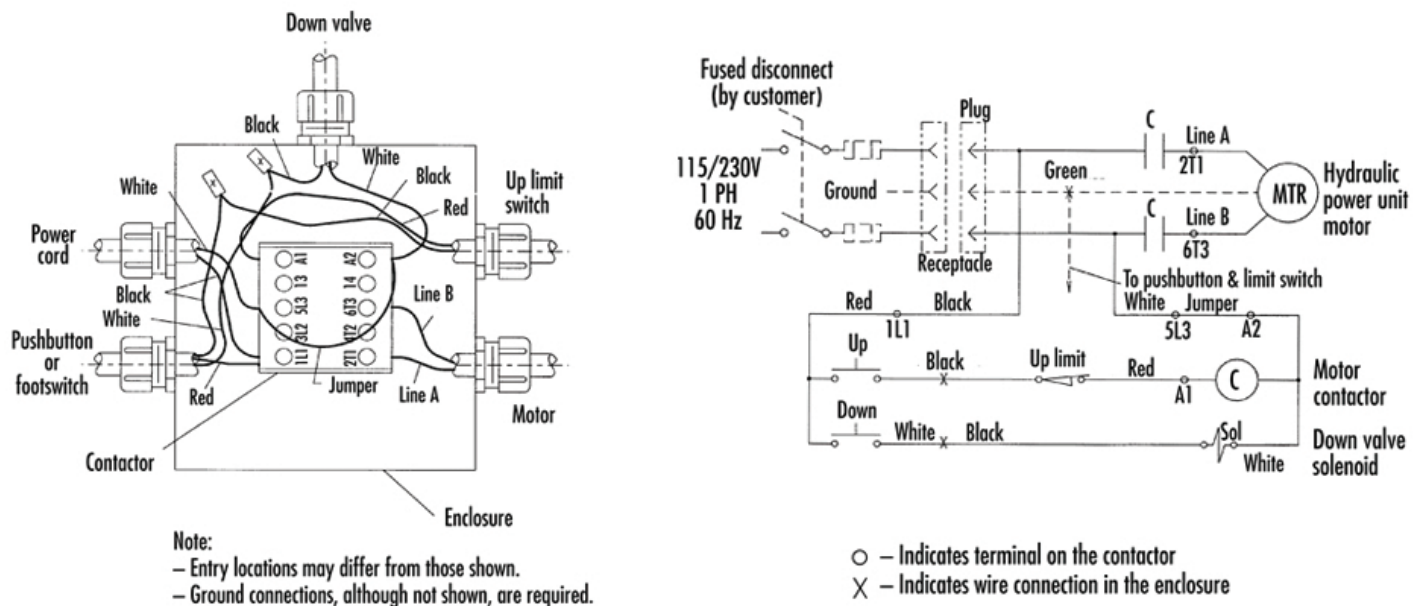 Down valve
Black
White
Black
Red
White
Up limit
switch
Power
cord
A1
A2
13
14
5L3
6T3
3L2
4T2
1L1
2T1
Line B
Black
White
Pushbutton
or
footswitch
Red
Jumper
Line A
Motor
Contactor
Enclosure
Note:
– Entry locations may differ from those shown.
– Ground connections, although not shown, are required.
Fused disconnect
(by customer)
Plug
C
Line A
2T1
115/230V
1 PH
60 Hz
Ground
Green
MTR
Hydraulic
power unit
motor
C
Line B
6T3
Receptacle
To pushbutton & limit switch
Red
Black
1L1
White
Jumper
5L3
A2
Up
Black
Up limit
Red
A1
C
Motor
contactor
Down
White
Black
Sol
White
Down valve
solenoid
O – Indicates terminal on the contactor
X – Indicates wire connection in the enclosure